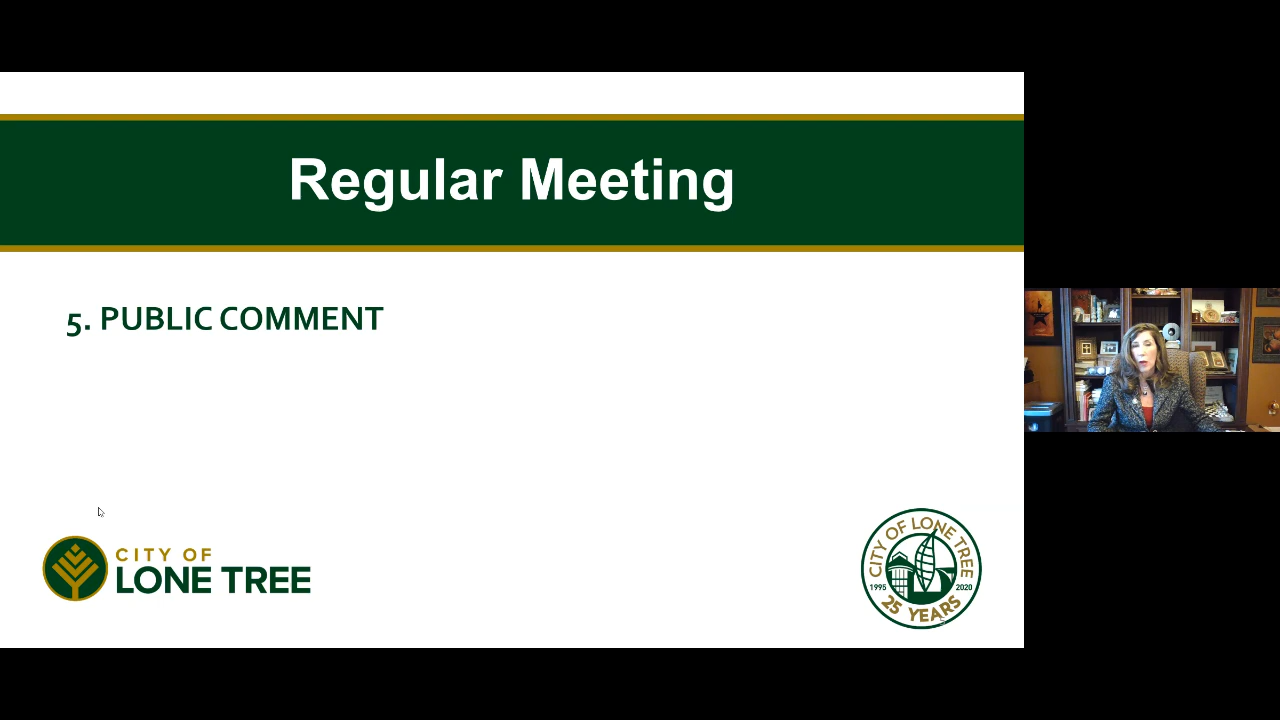 Regular Meeting
5. PUBLIC COMMENT
CITY OF
LONE TREE
CITY OF LONE TREE
1995 2020
25 YEARS